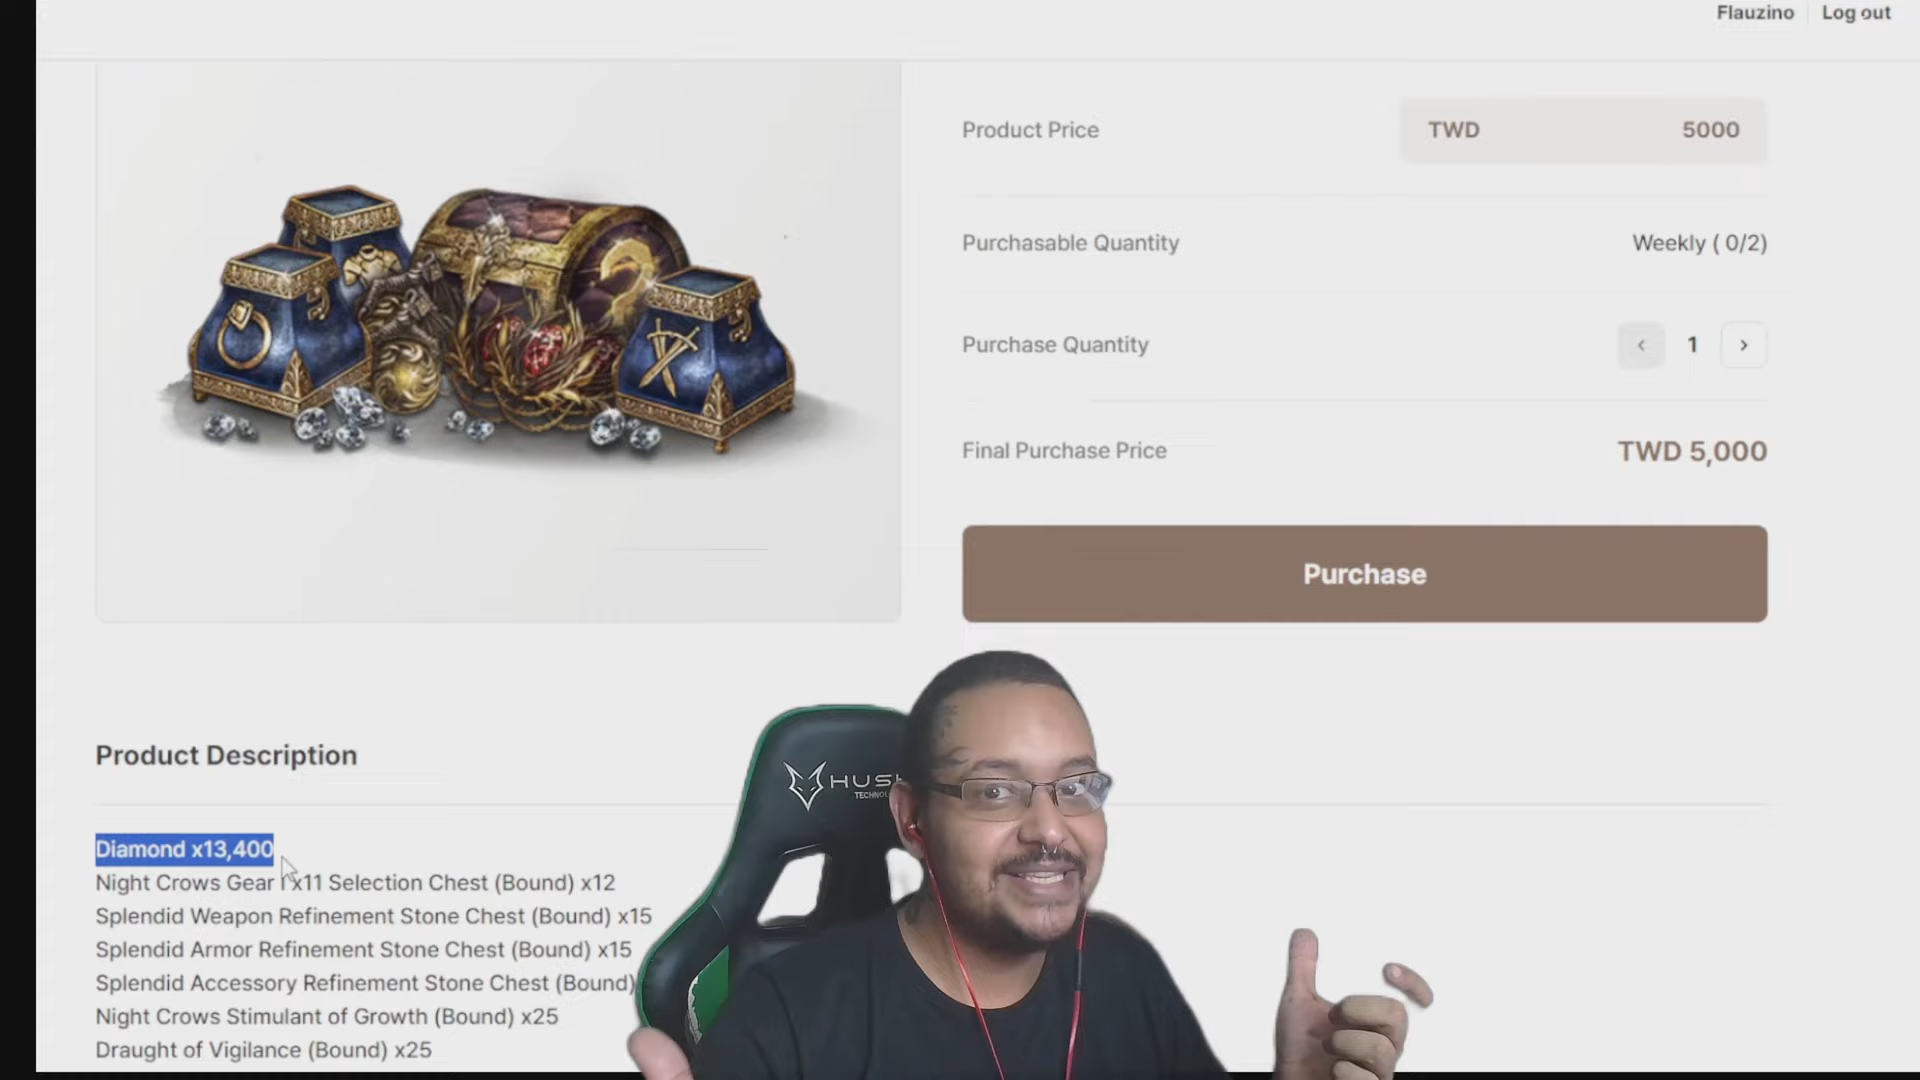 Flauzino
Log out
Product Price
TWD
5000
Purchasable Quantity
Weekly ( 0/2)
Purchase Quantity
1
Final Purchase Price
TWD 5,000
Purchase
Product Description
Diamond x13,400
Night Crows Gear I x11 Selection Chest (Bound) x12
Splendid Weapon Refinement Stone Chest (Bound) x15
Splendid Armor Refinement Stone Chest (Bound) x15
Splendid Accessory Refinement Stone Chest (Bound)
Night Crows Stimulant of Growth (Bound) x25
Draught of Vigilance (Bound) x25